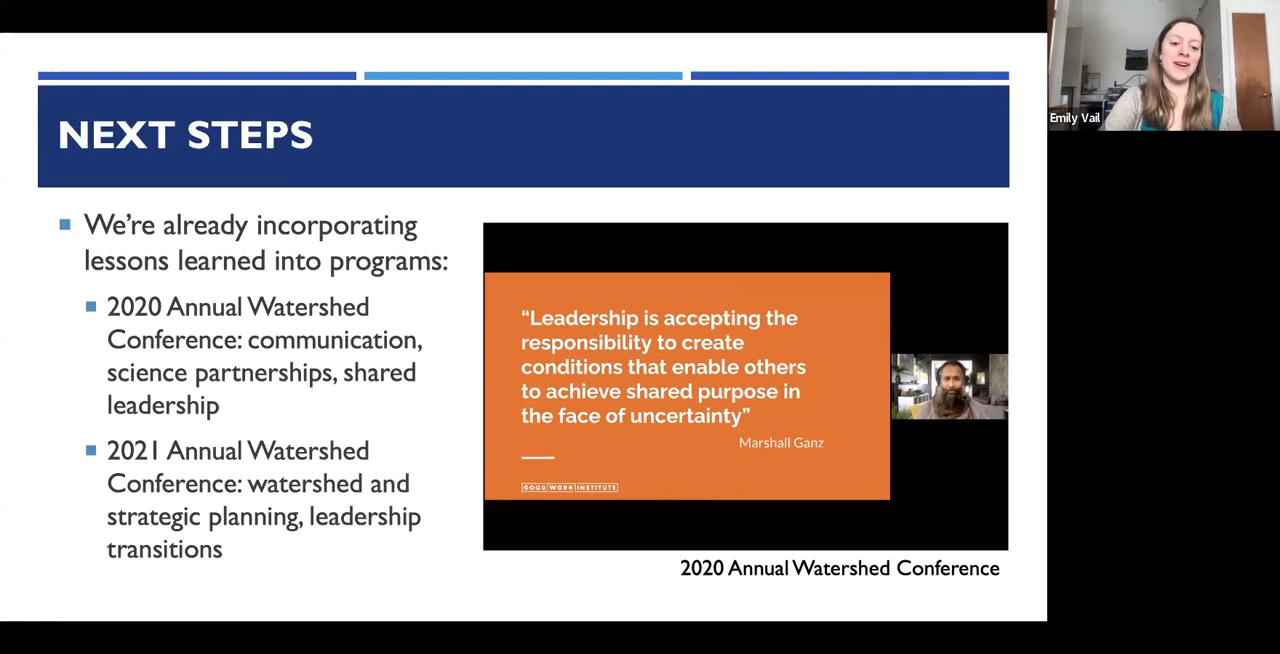 NEXT STEPS
We’re already incorporating
lessons learned into programs:
2020 Annual Watershed
Conference: communication,
science partnerships, shared
leadership
2021 Annual Watershed
Conference: watershed and
strategic planning, leadership
transitions
“Leadership is accepting the
responsibility to create
conditions that enable others
to achieve shared purpose in
the face of uncertainty”
Marshall Ganz
GOOD WORK INSTITUTE
2020 Annual Watershed Conference
Emily Vail